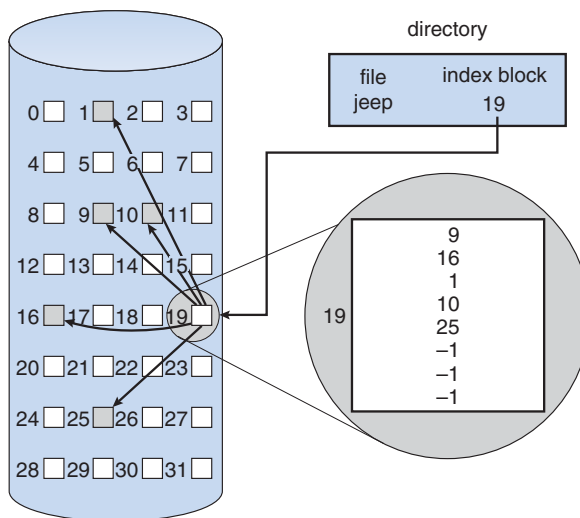 directory
file index block
jeep 19
0 1 2 3
4 5 6 7
8 9 10 11
12 13 14 15
16 17 18 19
20 21 22 23
24 25 26 27
28 29 30 31
19
9
16
1
10
25
–1
–1
–1